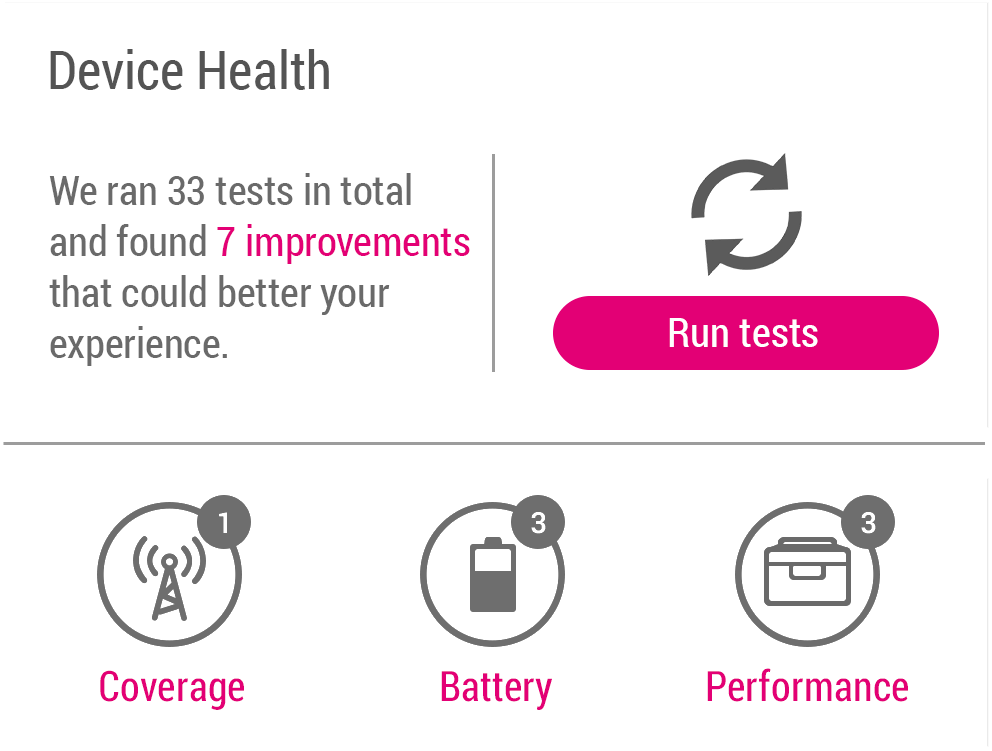 Device Health
We ran 33 tests in total
and found 7 improvements
that could better your
experience.
Run tests
1
3
3
Coverage
Battery
Performance